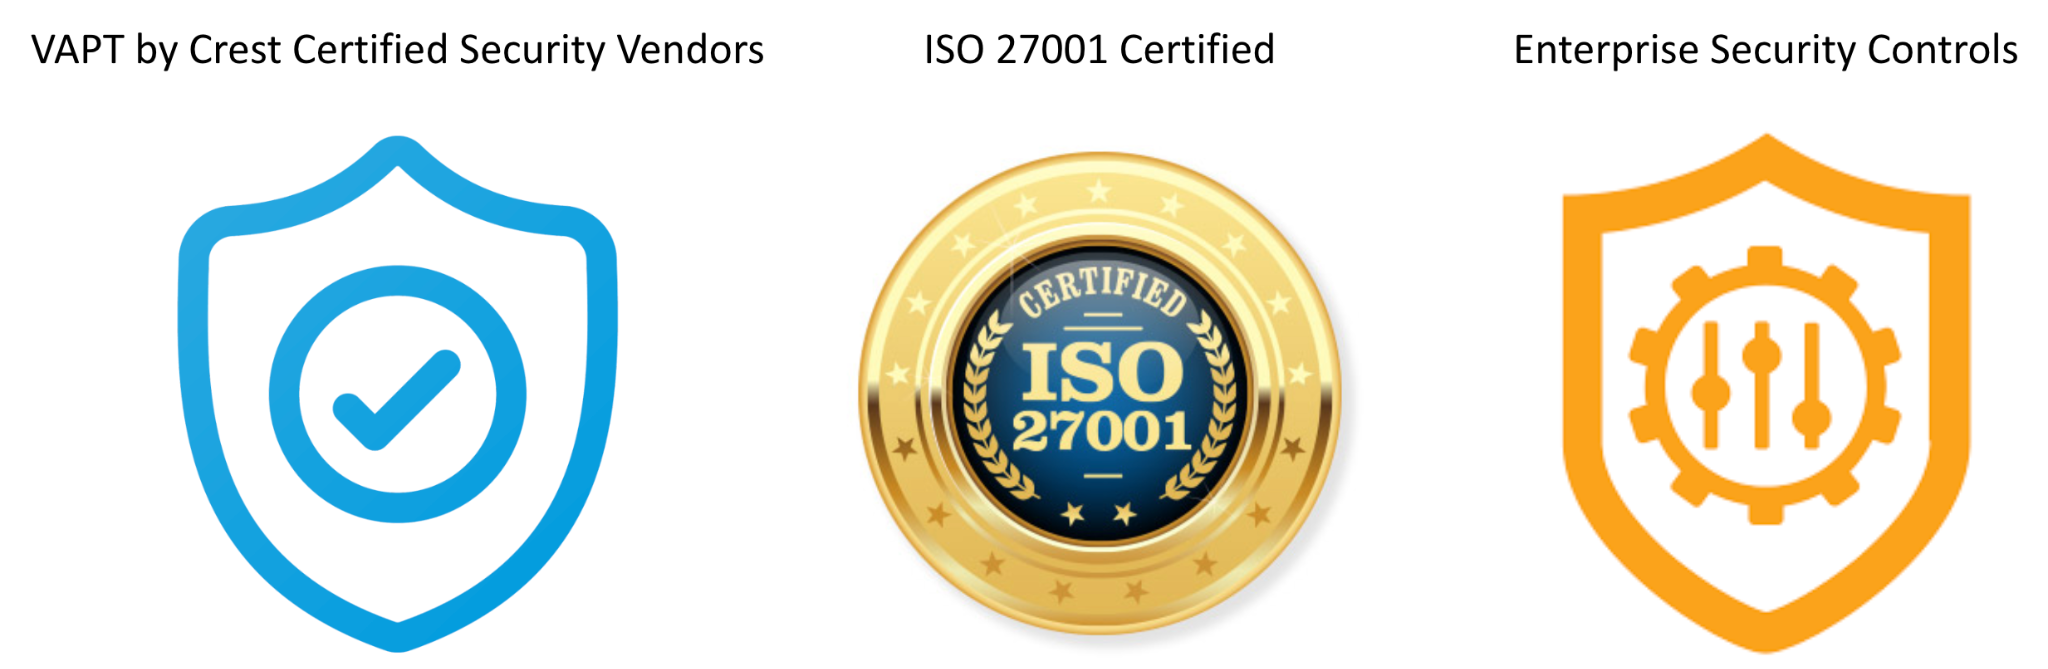 VAPT by Crest Certified Security Vendors
ISO 27001 Certified
Enterprise Security Controls
CERTIFIED
ISO
27001